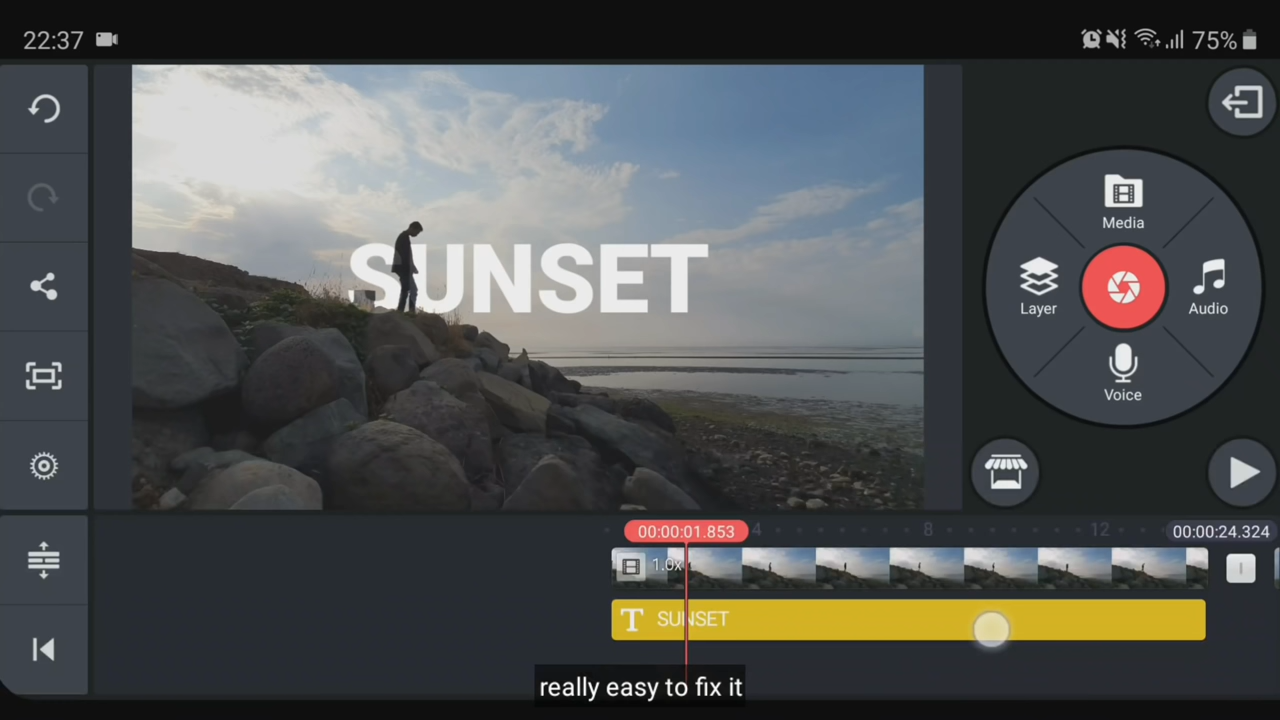 22:37
75%
SUNSET
Media
Layer
Audio
Voice
00:00:01.853
4
8
12
00:00:24.324
1.0x
T SUNSET
really easy to fix it